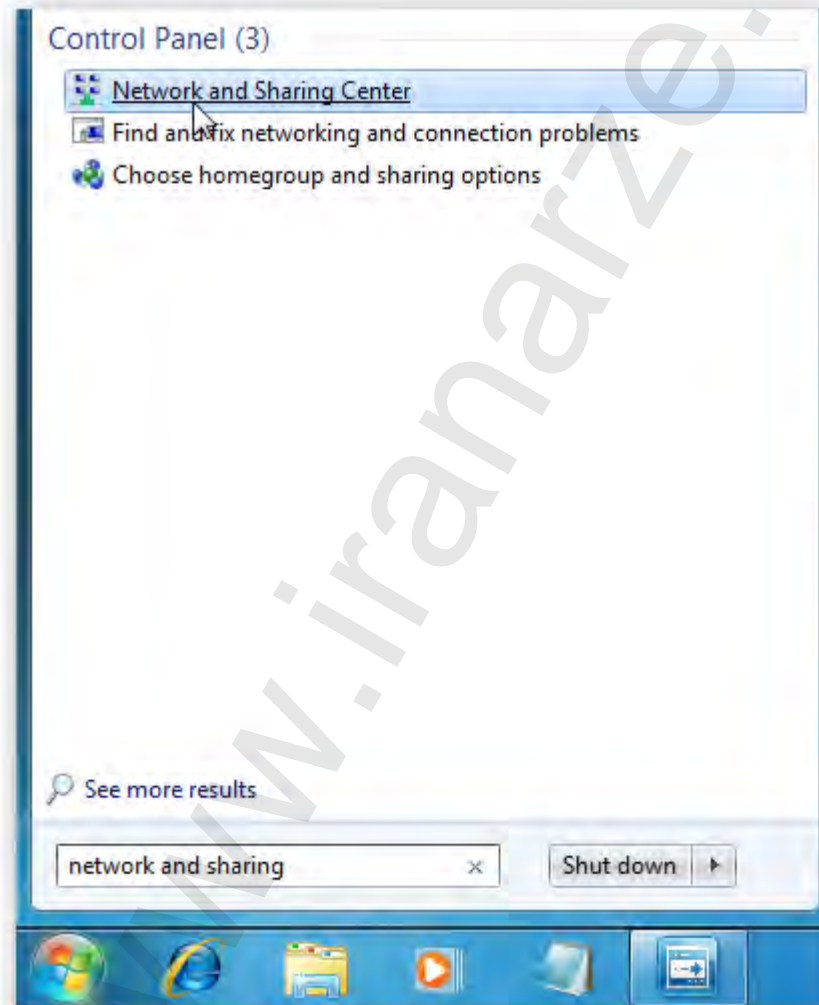 Control Panel (3)
Network and Sharing Center
Find and fix networking and connection problems
Choose homegroup and sharing options
See more results
network and sharing
Shut down
www.iranarze.